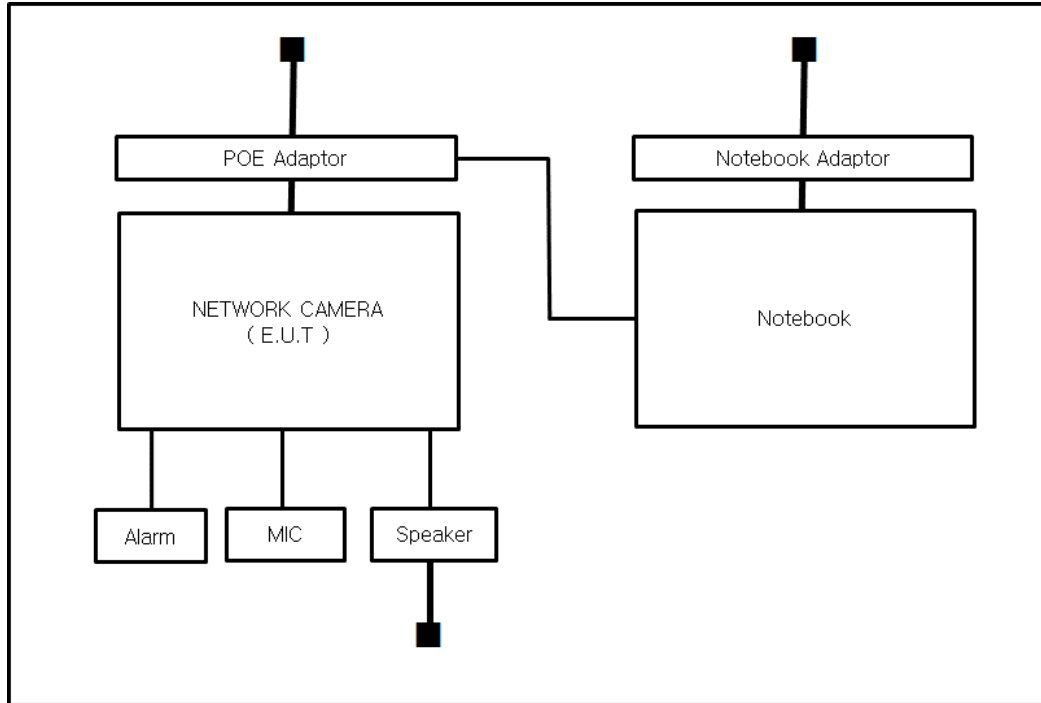 POE Adaptor
Notebook Adaptor
NETWORK CAMERA
( E.U.T )
Notebook
Alarm
MIC
Speaker